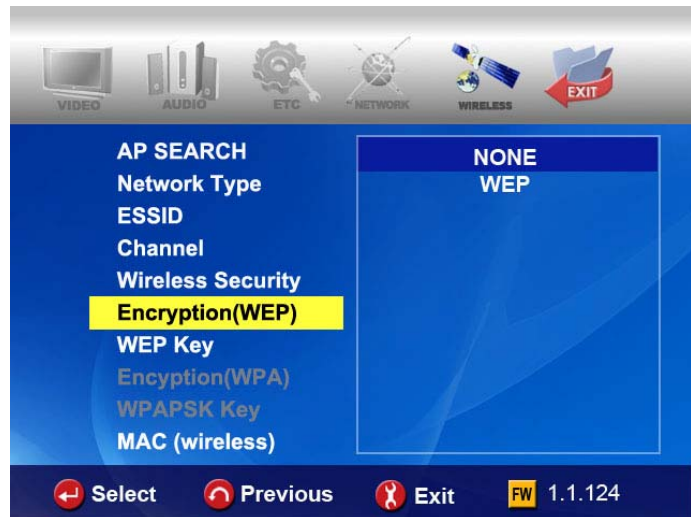 VIDEO AUDIO ETC NETWORK WIRELESS EXIT
AP SEARCH
Network Type
ESSID
Channel
Wireless Security
Encryption(WEP)
WEP Key
Encyption(WPA)
WPAPSK Key
MAC (wireless)
NONE
WEP
Select Previous Exit FW 1.1.124